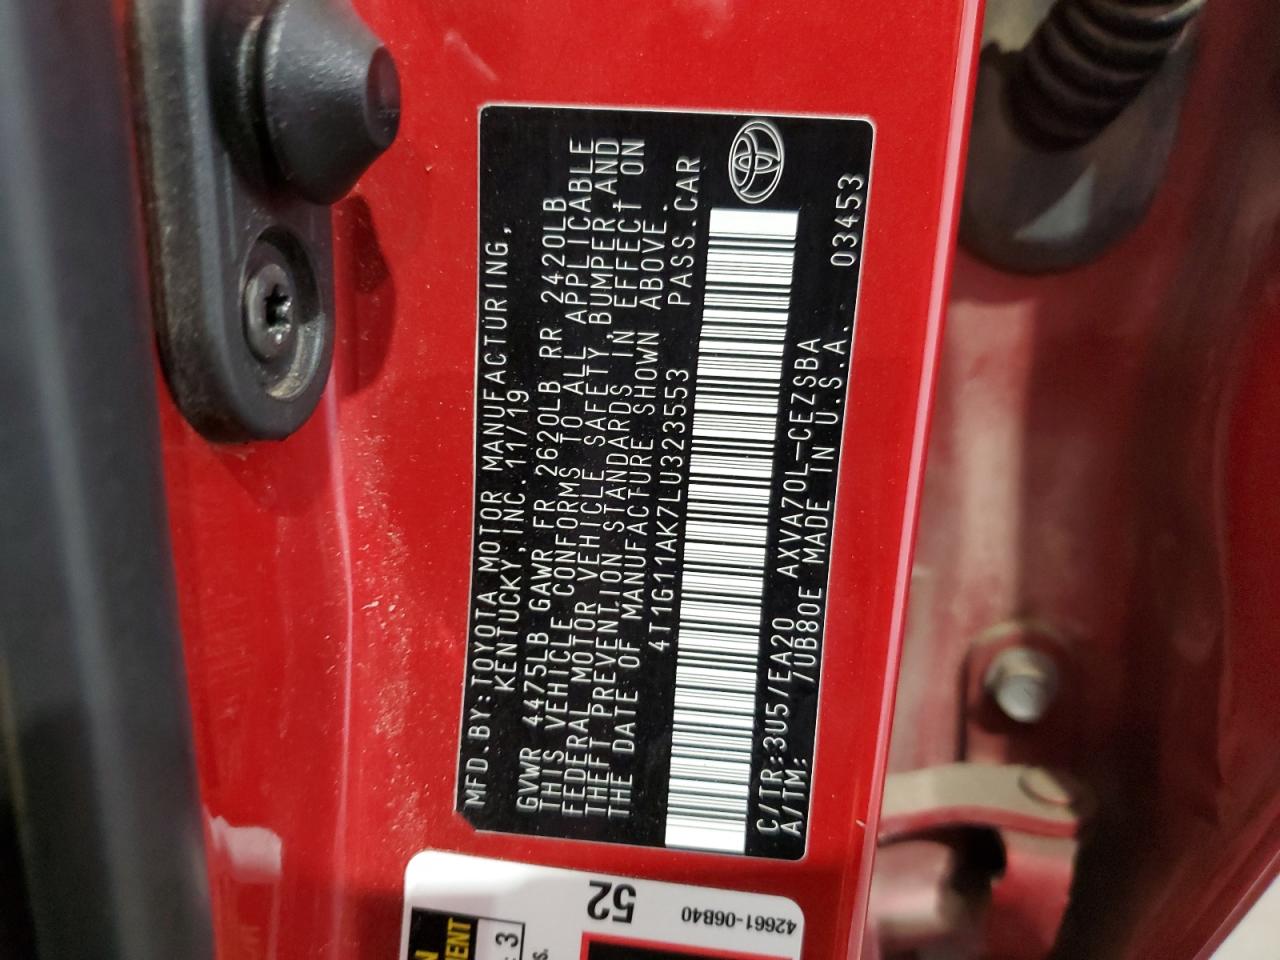 MFD.BY:TOYOTA MOTOR MANUFACTURING,
KENTUCKY,INC.11/19
GVWR 4475LB GAWR FR 2620LB RR 2420LB
THIS VEHICLE CONFORMS TO ALL APPLICABLE
FEDERAL MOTOR VEHICLE SAFETY,BUMPER,AND
THEFT PREVENTION STANDARDS IN EFFECT ON
THE DATE OF MANUFACTURE SHOWN ABOVE.
4T1G11AK7LU323553 PASS.CAR
C/TR:3U5/EA20 AXVA70L-CEZSBA 03453
A/TM: /UB80E MADE IN U.S.A.
52
42661-06B40
3